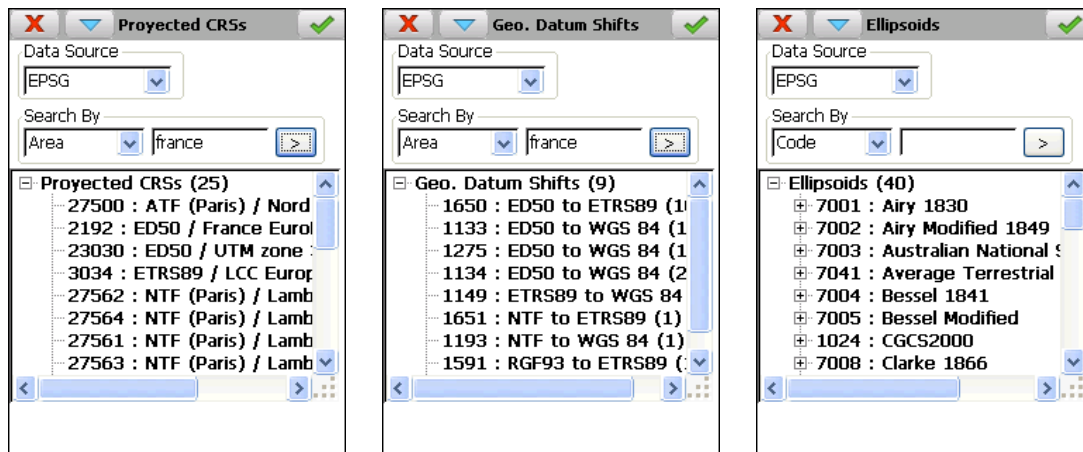 Proyected CRSs
Data Source
EPSG
Search By
Area france >
Proyected CRSs (25)
27500 : ATF (Paris) / Nord
2192 : ED50 / France Eurol
23030 : ED50 / UTM zone
3034 : ETRS89 / LCC Europ
27562 : NTF (Paris) / Lamb
27564 : NTF (Paris) / Lamb
27561 : NTF (Paris) / Lamb
27563 : NTF (Paris) / Lamb
Geo. Datum Shifts
Data Source
EPSG
Search By
Area france >
Geo. Datum Shifts (9)
1650 : ED50 to ETRS89 (1
1133 : ED50 to WGS 84 (1
1275 : ED50 to WGS 84 (1
1134 : ED50 to WGS 84 (2
1149 : ETRS89 to WGS 84
1651 : NTF to ETRS89 (1)
1193 : NTF to WGS 84 (1)
1591 : RGF93 to ETRS89 (
Ellipsoids
Data Source
EPSG
Search By
Code >
Ellipsoids (40)
7001 : Airy 1830
7002 : Airy Modified 1849
7003 : Australian National
7041 : Average Terrestrial
7004 : Bessel 1841
7005 : Bessel Modified
1024 : CGCS2000
7008 : Clarke 1866